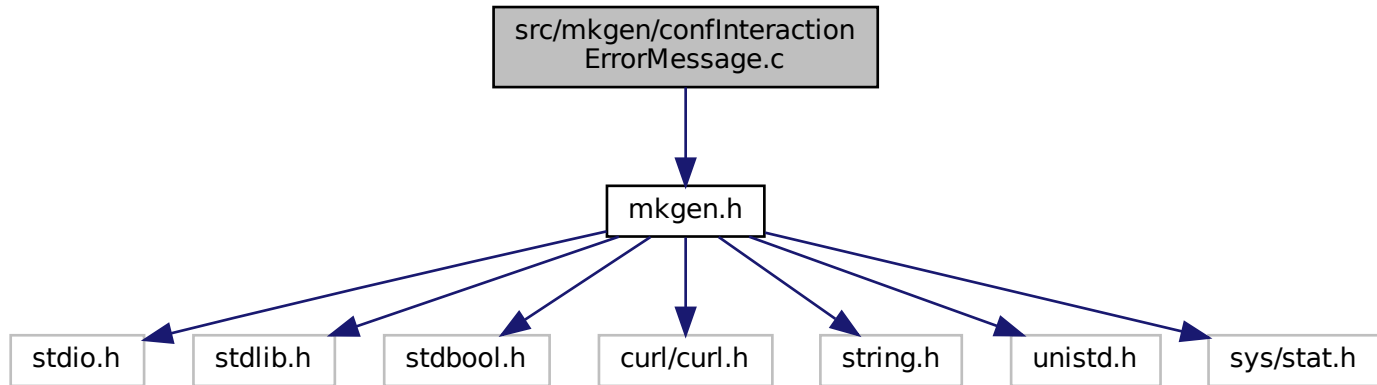 src/mkgen/confInteraction
ErrorMessage.c
mkgen.h
stdio.h
stdlib.h
stdbool.h
curl/curl.h
string.h
unistd.h
sys/stat.h